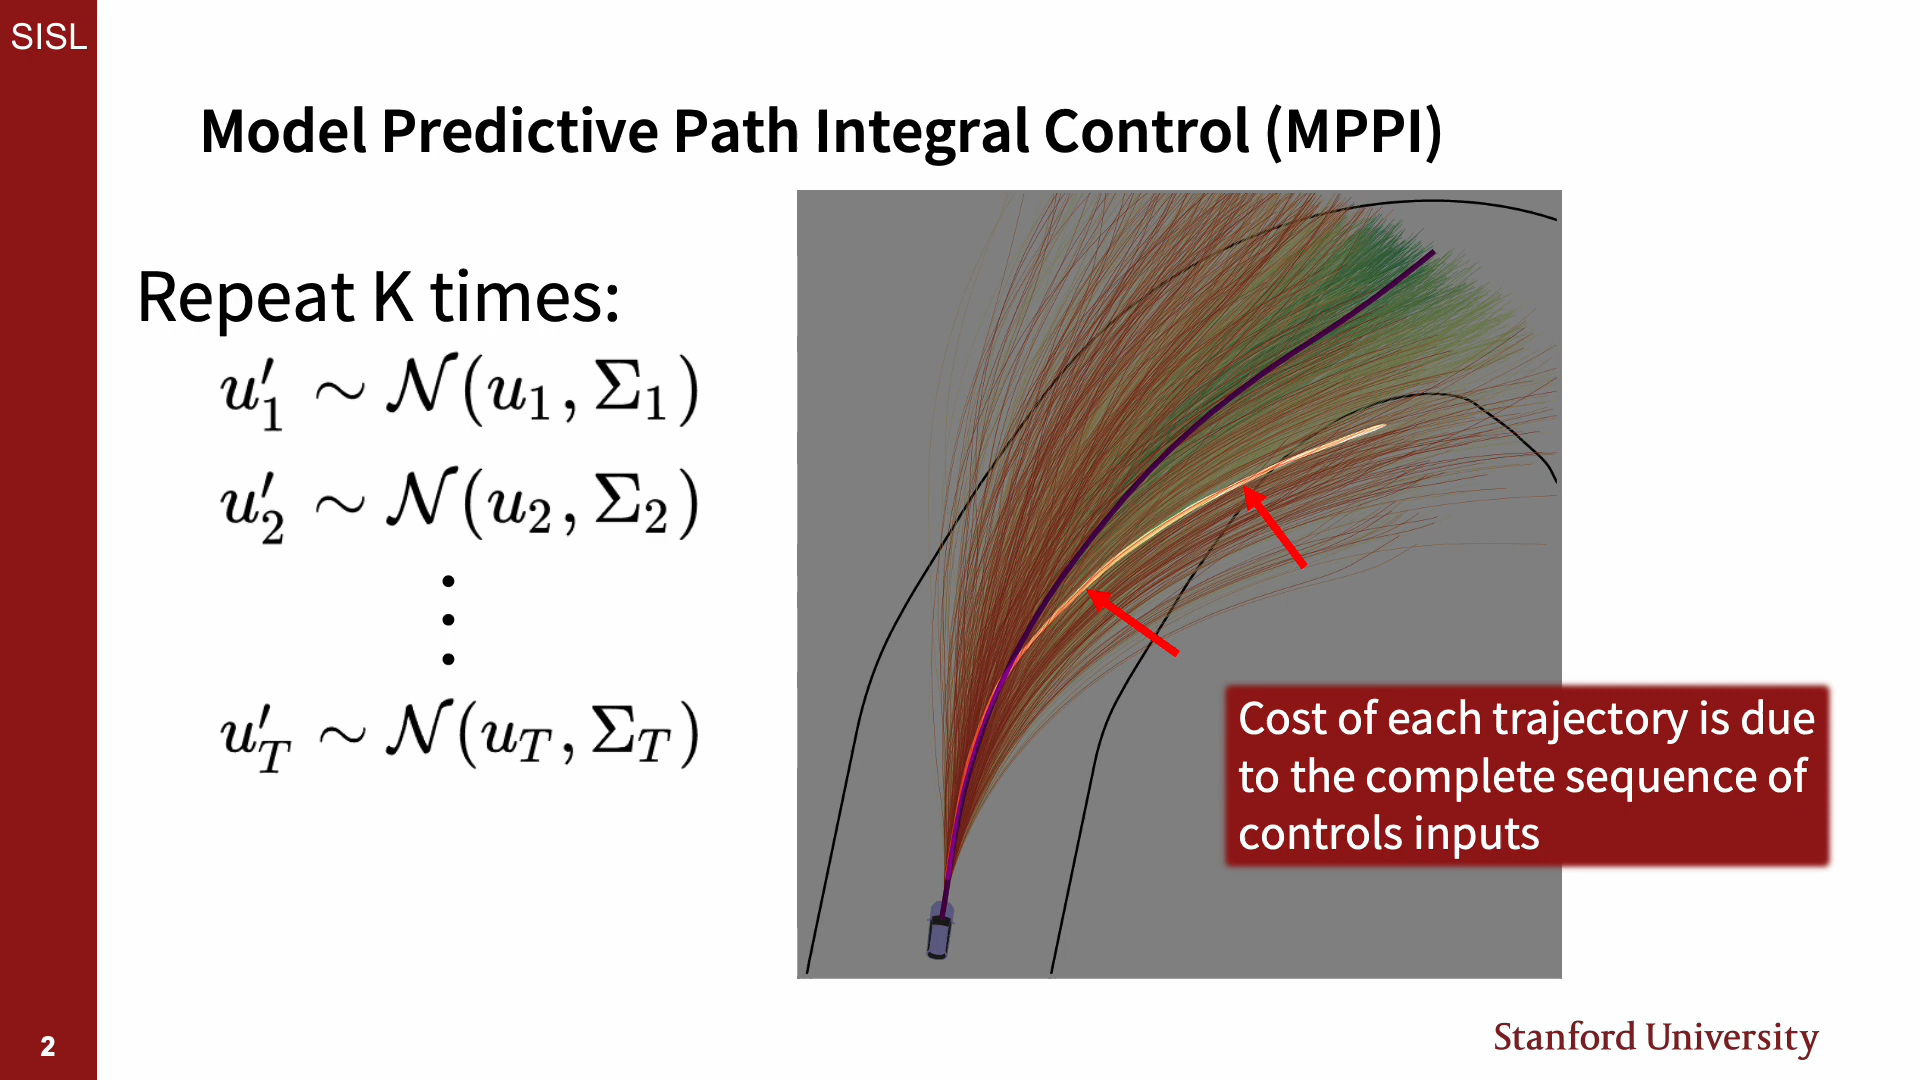 SISL
Model Predictive Path Integral Control (MPPI)
Repeat K times:
u′₁ ∼ 𝒩(u₁, Σ₁)
u′₂ ∼ 𝒩(u₂, Σ₂)
⋮
u′_T ∼ 𝒩(u_T, Σ_T)
Cost of each trajectory is due
to the complete sequence of
controls inputs
2
Stanford University